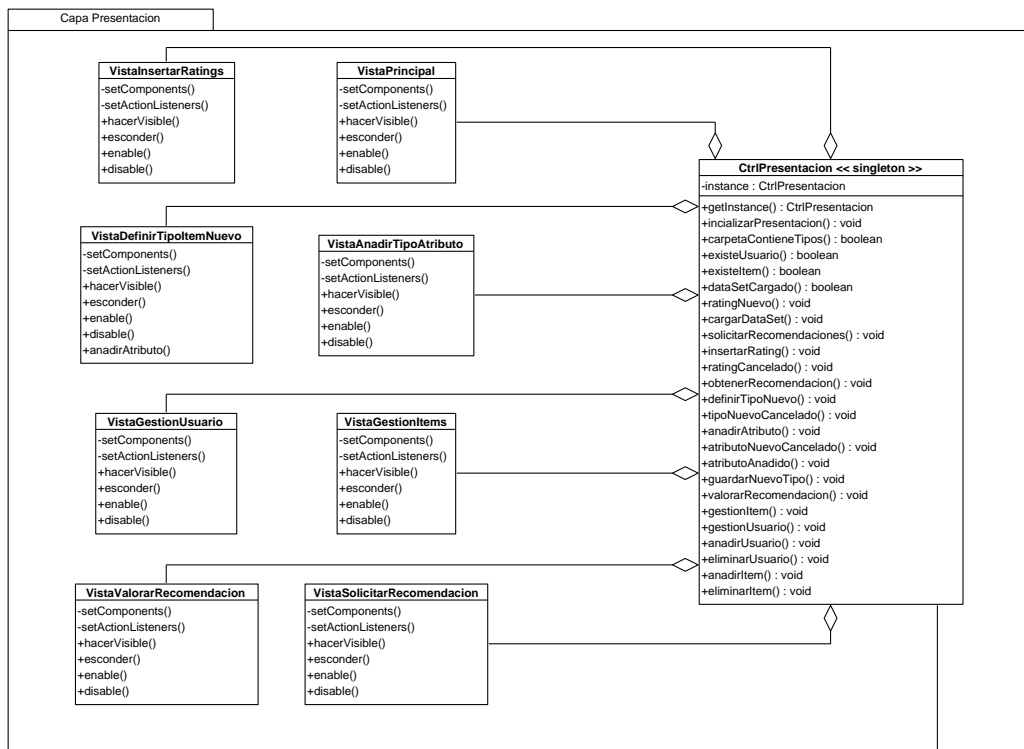 Capa Presentacion
VistaInsertarRatings
-setComponents()
-setActionListeners()
+hacerVisible()
+esconder()
+enable()
+disable()
VistaPrincipal
-setComponents()
-setActionListeners()
+hacerVisible()
+esconder()
+enable()
+disable()
CtrlPresentacion << singleton >>
-instance : CtrlPresentacion
+getInstance() : CtrlPresentacion
+incializarPresentacion() : void
+carpetaContieneTipos() : boolean
+existeUsuario() : boolean
+existeItem() : boolean
+dataSetCargado() : boolean
+ratingNuevo() : void
+cargarDataSet() : void
+solicitarRecomendaciones() : void
+insertarRating() : void
+ratingCancelado() : void
+obtenerRecomendacion() : void
+definirTipoNuevo() : void
+tipoNuevoCancelado() : void
+anadirAtributo() : void
+atributoNuevoCancelado() : void
+atributoAnadido() : void
+guardarNuevoTipo() : void
+valorarRecomendacion() : void
+gestionItem() : void
+gestionUsuario() : void
+anadirUsuario() : void
+eliminarUsuario() : void
+anadirItem() : void
+eliminarItem() : void
VistaDefinirTipoItemNuevo
-setComponents()
-setActionListeners()
+hacerVisible()
+esconder()
+enable()
+disable()
+anadirAtributo()
VistaAnadirTipoAtributo
-setComponents()
-setActionListeners()
+hacerVisible()
+esconder()
+enable()
+disable()
VistaGestionUsuario
-setComponents()
-setActionListeners()
+hacerVisible()
+esconder()
+enable()
+disable()
VistaGestionItems
-setComponents()
-setActionListeners()
+hacerVisible()
+esconder()
+enable()
+disable()
VistaValorarRecomendacion
-setComponents()
-setActionListeners()
+hacerVisible()
+esconder()
+enable()
+disable()
VistaSolicitarRecomendacion
-setComponents()
-setActionListeners()
+hacerVisible()
+esconder()
+enable()
+disable()